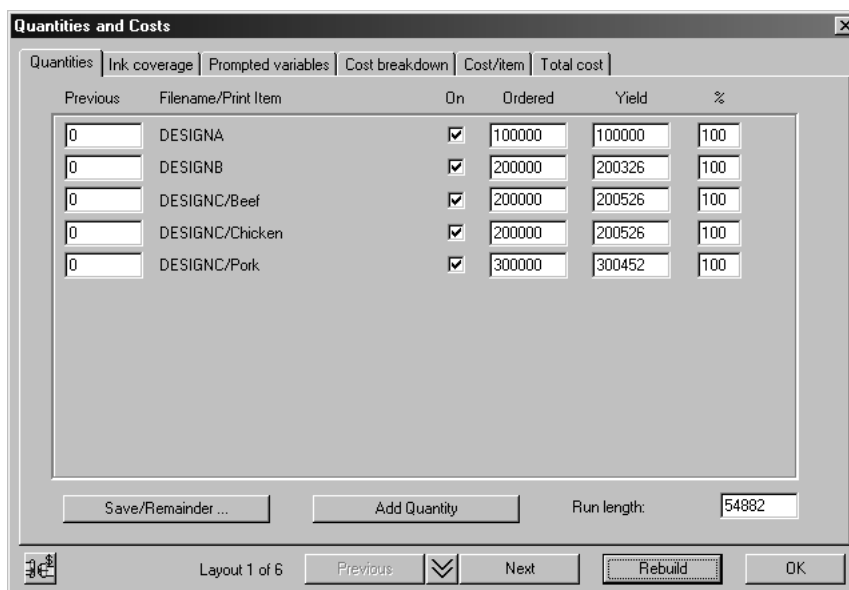 Quantities and Costs
Quantities Ink coverage Prompted variables Cost breakdown Cost/item Total cost
Previous Filename/Print Item On Ordered Yield %
0 DESIGNA 100000 100000 100
0 DESIGNB 200000 200326 100
0 DESIGNC/Beef 200000 200526 100
0 DESIGNC/Chicken 200000 200526 100
0 DESIGNC/Pork 300000 300452 100
Save/Remainder ... Add Quantity Run length: 54882
$ Layout 1 of 6 Previous Next Rebuild OK